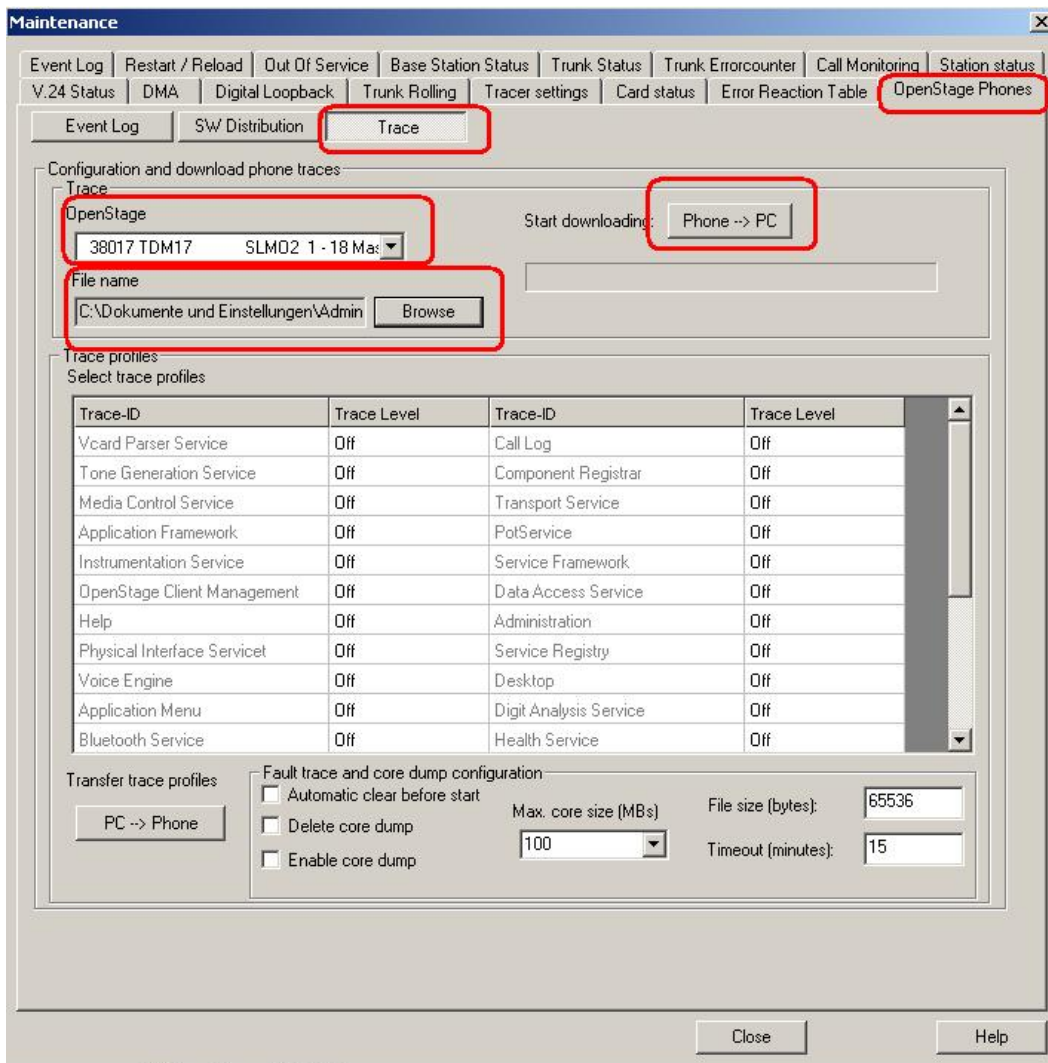 Maintenance
Event Log Restart / Reload Out Of Service Base Station Status Trunk Status Trunk Errorcounter Call Monitoring Station status
V.24 Status DMA Digital Loopback Trunk Rolling Tracer settings Card status Error Reaction Table OpenStage Phones
Event Log SW Distribution Trace
Configuration and download phone traces
Trace
OpenStage
Start downloading: Phone --> PC
38017 TDM17 SLMO2 1 - 18 Mas
File name
C:\Dokumente und Einstellungen\Admin Browse
Trace profiles
Select trace profiles
Trace-ID Trace Level Trace-ID Trace Level
Vcard Parser Service Off Call Log Off
Tone Generation Service Off Component Registrar Off
Media Control Service Off Transport Service Off
Application Framework Off PotService Off
Instrumentation Service Off Service Framework Off
OpenStage Client Management Off Data Access Service Off
Help Off Administration Off
Physical Interface Servicet Off Service Registry Off
Voice Engine Off Desktop Off
Application Menu Off Digit Analysis Service Off
Bluetooth Service Off Health Service Off
Transfer trace profiles
PC --> Phone
Fault trace and core dump configuration
Automatic clear before start
Delete core dump
Enable core dump
Max. core size (MBs)
100
File size (bytes): 65536
Timeout (minutes): 15
Close Help